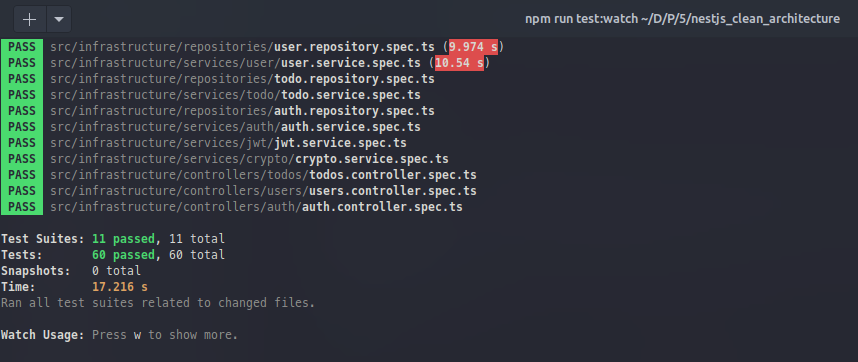 npm run test:watch ~/D/P/5/nestjs_clean_architecture
PASS src/infrastructure/repositories/user.repository.spec.ts (9.974 s)
PASS src/infrastructure/services/user/user.service.spec.ts (10.54 s)
PASS src/infrastructure/repositories/todo.repository.spec.ts
PASS src/infrastructure/services/todo/todo.service.spec.ts
PASS src/infrastructure/repositories/auth.repository.spec.ts
PASS src/infrastructure/services/auth/auth.service.spec.ts
PASS src/infrastructure/services/jwt/jwt.service.spec.ts
PASS src/infrastructure/services/crypto/crypto.service.spec.ts
PASS src/infrastructure/controllers/todos/todos.controller.spec.ts
PASS src/infrastructure/controllers/users/users.controller.spec.ts
PASS src/infrastructure/controllers/auth/auth.controller.spec.ts
Test Suites: 11 passed, 11 total
Tests: 60 passed, 60 total
Snapshots: 0 total
Time: 17.216 s
Ran all test suites related to changed files.
Watch Usage: Press w to show more.